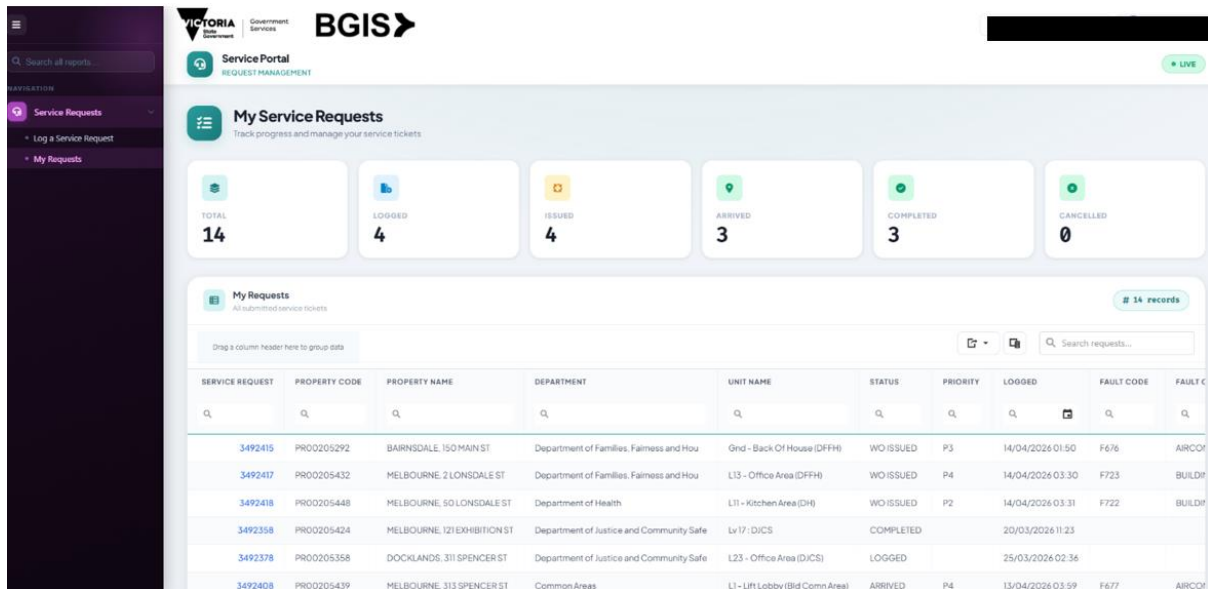 VICTORIA
State
Government
Government
Services
BGIS
Search all reports...
Service Portal
REQUEST MANAGEMENT
LIVE
NAVIGATION
Service Requests
Log a Service Request
My Requests
My Service Requests
Track progress and manage your service tickets
TOTAL
14
LOGGED
4
ISSUED
4
ARRIVED
3
COMPLETED
3
CANCELLED
0
My Requests
All submitted service tickets
# 14 records
Drag a column header here to group data
Search requests...
SERVICE REQUEST PROPERTY CODE PROPERTY NAME DEPARTMENT UNIT NAME STATUS PRIORITY LOGGED FAULT CODE FAULT C
3492415 PR00205292 BAIRNSDALE, 150 MAIN ST Department of Families, Fairness and Hou Gnd - Back Of House (DFFH) WO ISSUED P3 14/04/2026 01:50 F676 AIRCO
3492417 PR00205432 MELBOURNE, 2 LONSDALE ST Department of Families, Fairness and Hou L13 - Office Area (DFFH) WO ISSUED P4 14/04/2026 03:30 F723 BUILDI
3492418 PR00205448 MELBOURNE, 50 LONSDALE ST Department of Health L11 - Kitchen Area (DH) WO ISSUED P2 14/04/2026 03:31 F722 BUILDI
3492358 PR00205424 MELBOURNE, 121 EXHIBITION ST Department of Justice and Community Safe Lv 17 : DJCS COMPLETED 20/03/2026 11:23
3492378 PR00205358 DOCKLANDS, 311 SPENCER ST Department of Justice and Community Safe L23 - Office Area (DJCS) LOGGED 25/03/2026 02:36
3492408 PR00205439 MELBOURNE, 313 SPENCER ST Common Areas L1 - Lift Lobby (Bld Comn Area) ARRIVED P4 13/04/2026 03:59 F677 AIRCO